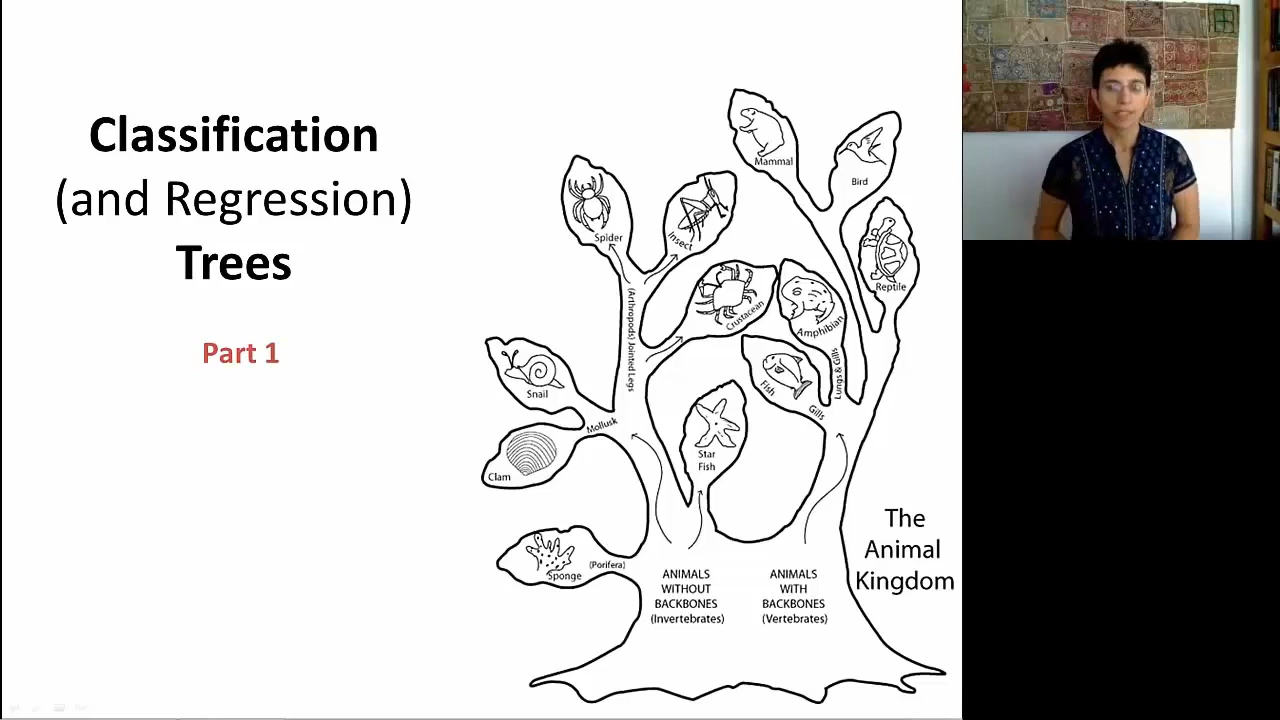 Classification
(and Regression)
Trees
Part 1
Mammal
Bird
Spider
Insect
Reptile
Crustacean
Amphibian
(Arthropods) Jointed Legs
Lungs & Gills
Fish
Gills
Snail
Mollusk
Clam
Star
Fish
Sponge
(Porifera)
ANIMALS
WITHOUT
BACKBONES
(Invertebrates)
ANIMALS
WITH
BACKBONES
(Vertebrates)
The
Animal
Kingdom